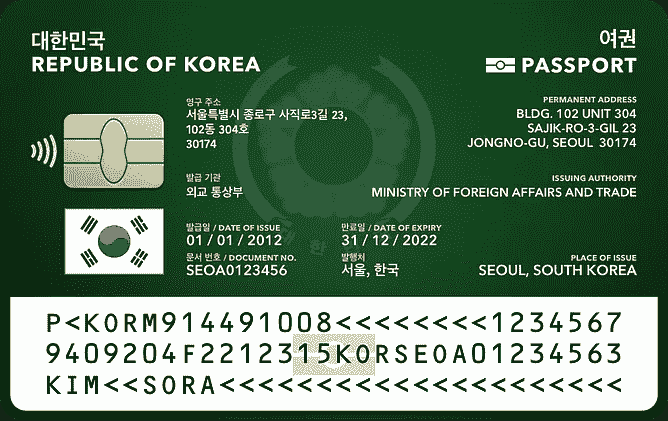 대한민국
REPUBLIC OF KOREA
여권
PASSPORT
영구 주소
서울특별시 종로구 사직로3길 23,
102동 304호
30174
PERMANENT ADDRESS
BLDG. 102 UNIT 304
SAJIK-RO-3-GIL 23
JONGNO-GU, SEOUL 30174
발급 기관
외교 통상부
ISSUING AUTHORITY
MINISTRY OF FOREIGN AFFAIRS AND TRADE
발급일 / DATE OF ISSUE
01 / 01 / 2012
만료일 / DATE OF EXPIRY
31 / 12 / 2022
문서 번호 / DOCUMENT NO.
SEOA0123456
발행처
서울, 한국
PLACE OF ISSUE
SEOUL, SOUTH KOREA
P<KORM914491008<<<<<<<<1234567
9409204F2212315KORSEOA01234563
KIM<<SORA<<<<<<<<<<<<<<<<<<<<<